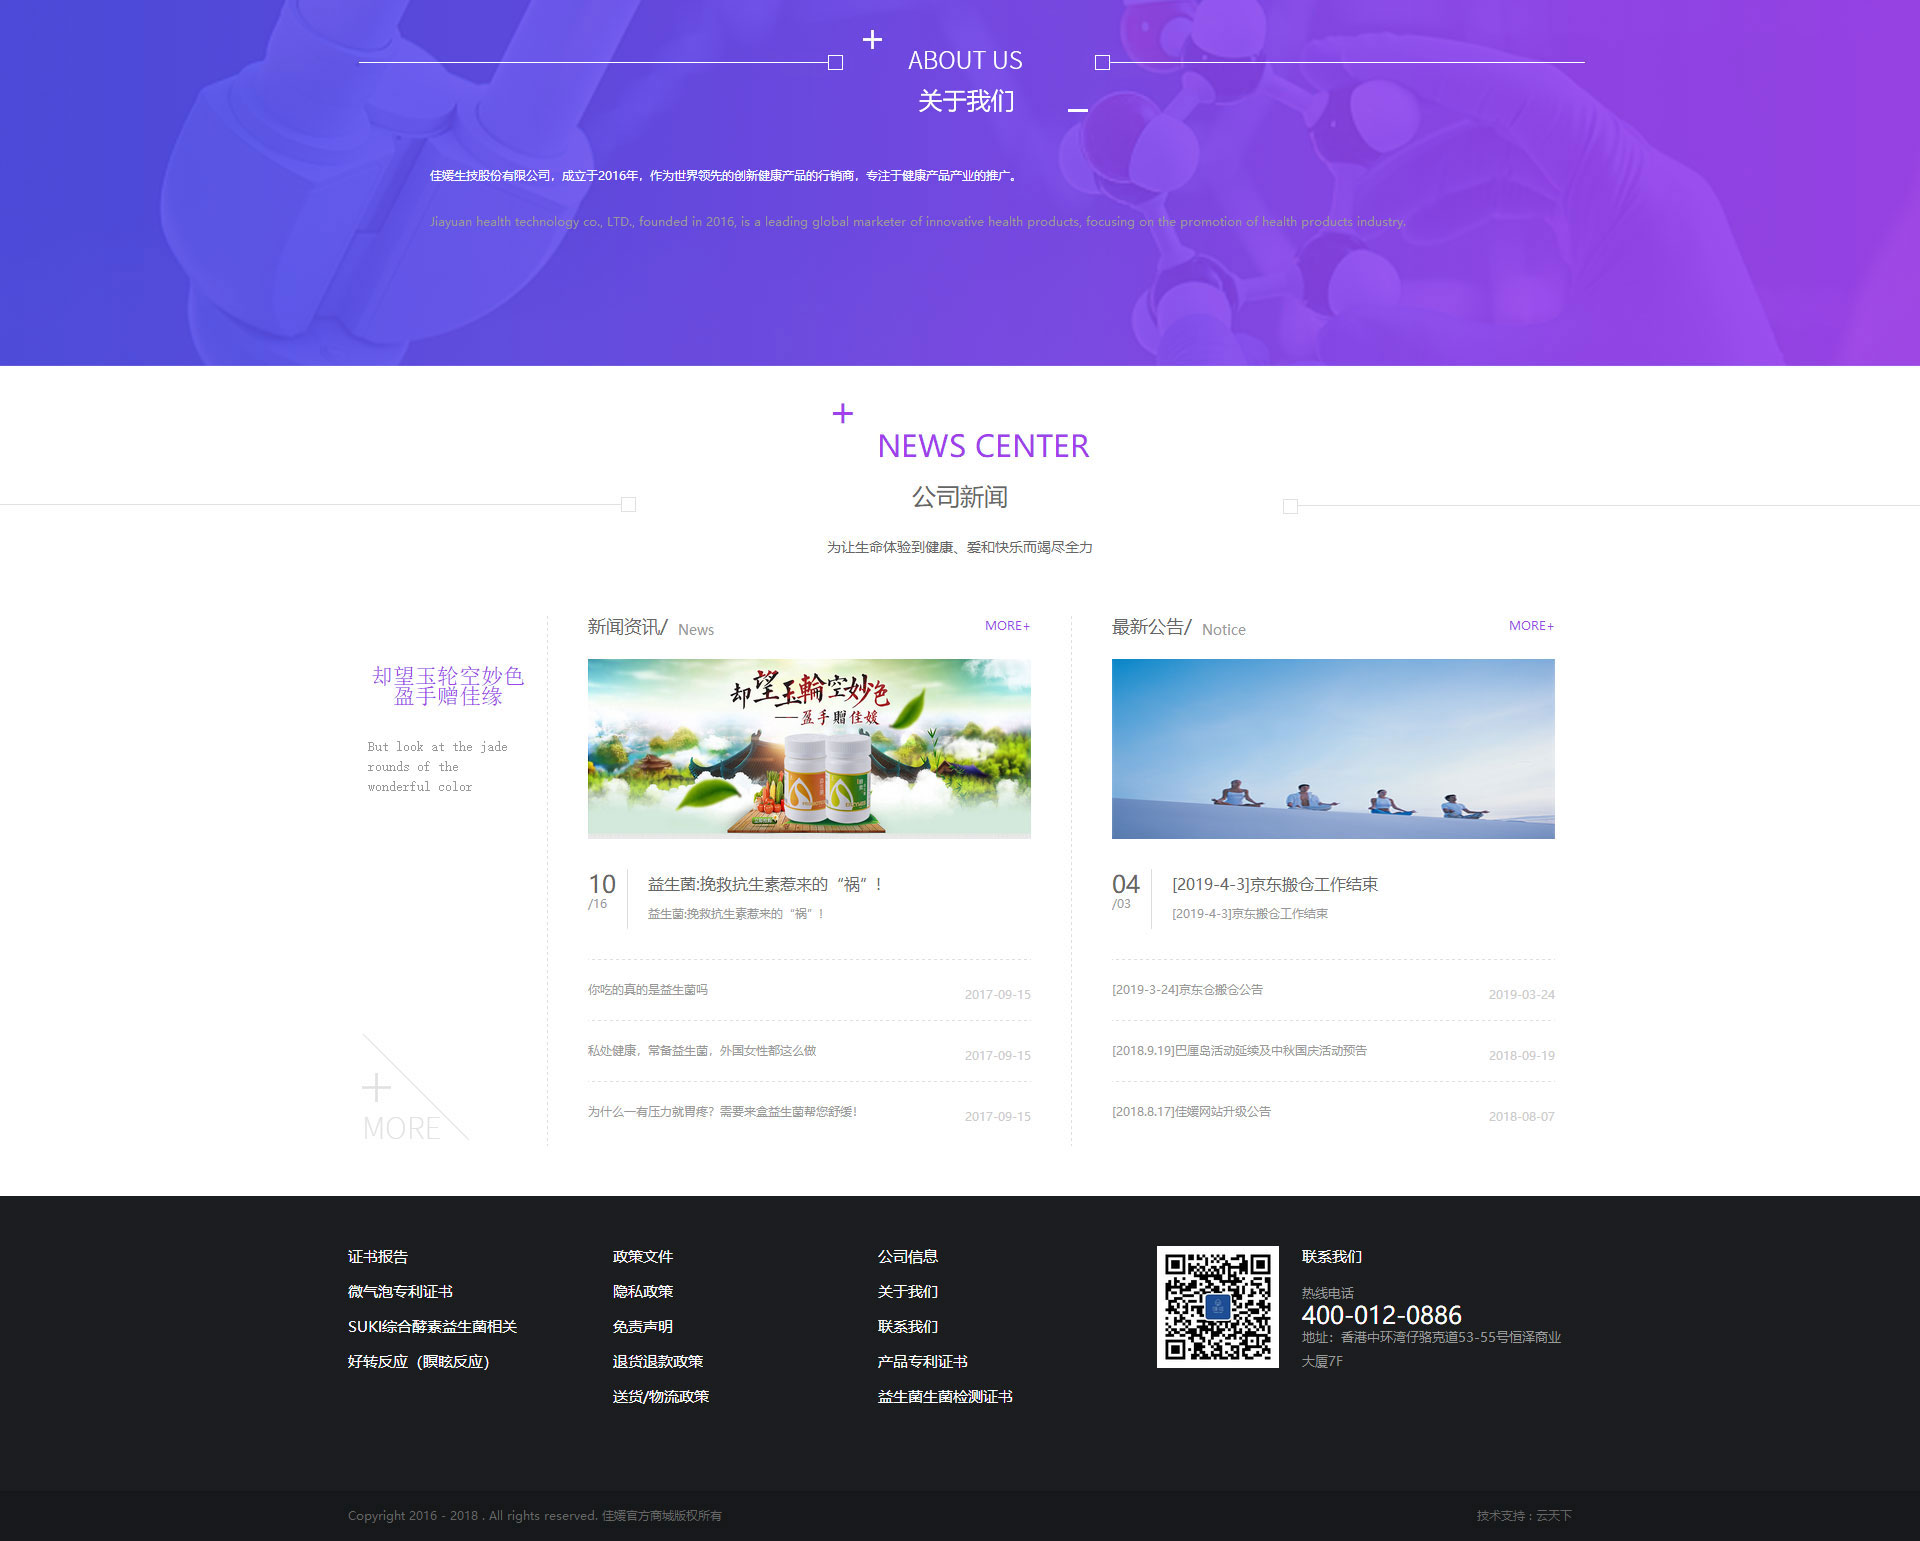 ABOUT US
关于我们
佳媛生技股份有限公司，成立于2016年，作为世界领先的创新健康产品的行销商，专注于健康产品产业的推广。
Jiayuan health technology co., LTD., founded in 2016, is a leading global marketer of innovative health products, focusing on the promotion of health products industry.
NEWS CENTER
公司新闻
为让生命体验到健康、爱和快乐而竭尽全力
却望玉轮空妙色
盈手赠佳缘
But look at the jade
rounds of the
wonderful color
MORE
新闻资讯/ News
MORE+
却望玉輪空妙色
——盈手赠佳媛
10
/16
益生菌:挽救抗生素惹来的“祸”！
益生菌:挽救抗生素惹来的“祸”！
你吃的真的是益生菌吗
2017-09-15
私处健康，常备益生菌，外国女性都这么做
2017-09-15
为什么一有压力就胃疼？需要来盒益生菌帮您舒缓！
2017-09-15
最新公告/ Notice
MORE+
04
/03
[2019-4-3]京东搬仓工作结束
[2019-4-3]京东搬仓工作结束
[2019-3-24]京东仓搬仓公告
2019-03-24
[2018.9.19]巴厘岛活动延续及中秋国庆活动预告
2018-09-19
[2018.8.17]佳媛网站升级公告
2018-08-07
证书报告
微气泡专利证书
SUKI综合酵素益生菌相关
好转反应（瞑眩反应）
政策文件
隐私政策
免责声明
退货退款政策
送货/物流政策
公司信息
关于我们
联系我们
产品专利证书
益生菌生菌检测证书
联系我们
热线电话
400-012-0886
地址：香港中环湾仔骆克道53-55号恒泽商业
大厦7F
Copyright 2016 - 2018 . All rights reserved. 佳媛官方商城版权所有
技术支持：云天下